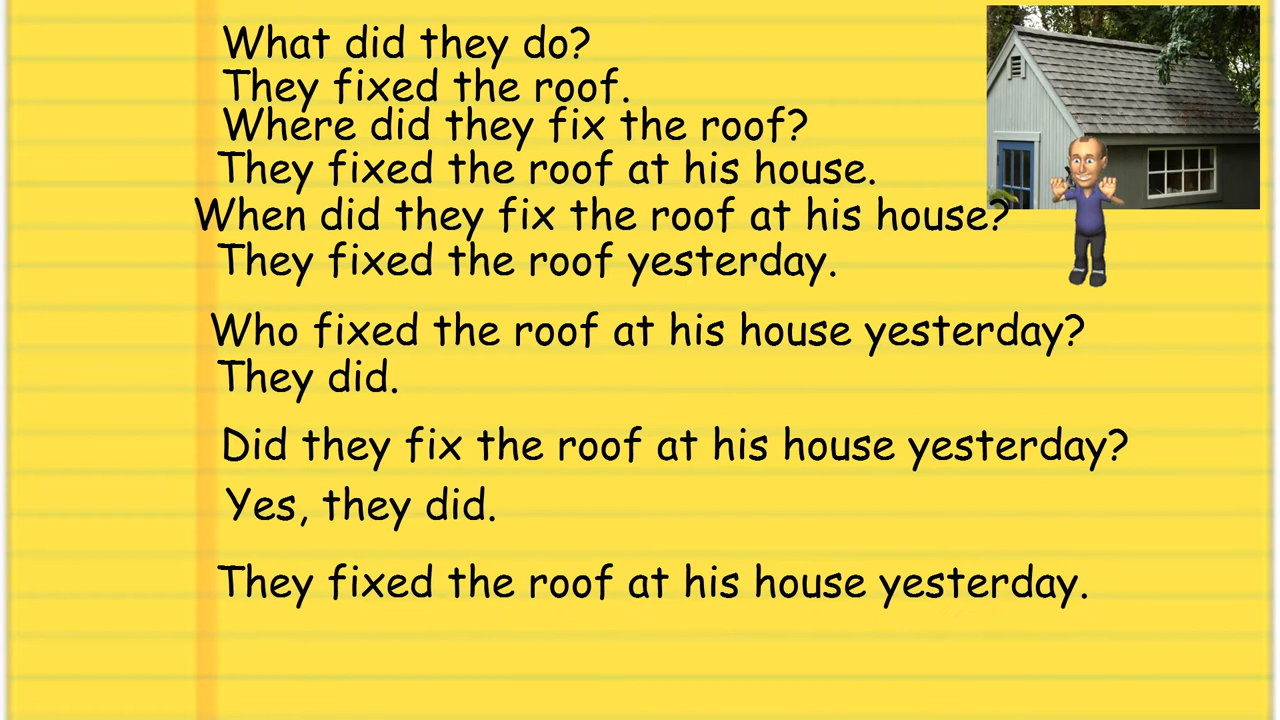 What did they do?
They fixed the roof.
Where did they fix the roof?
They fixed the roof at his house.
When did they fix the roof at his house?
They fixed the roof yesterday.
Who fixed the roof at his house yesterday?
They did.
Did they fix the roof at his house yesterday?
Yes, they did.
They fixed the roof at his house yesterday.